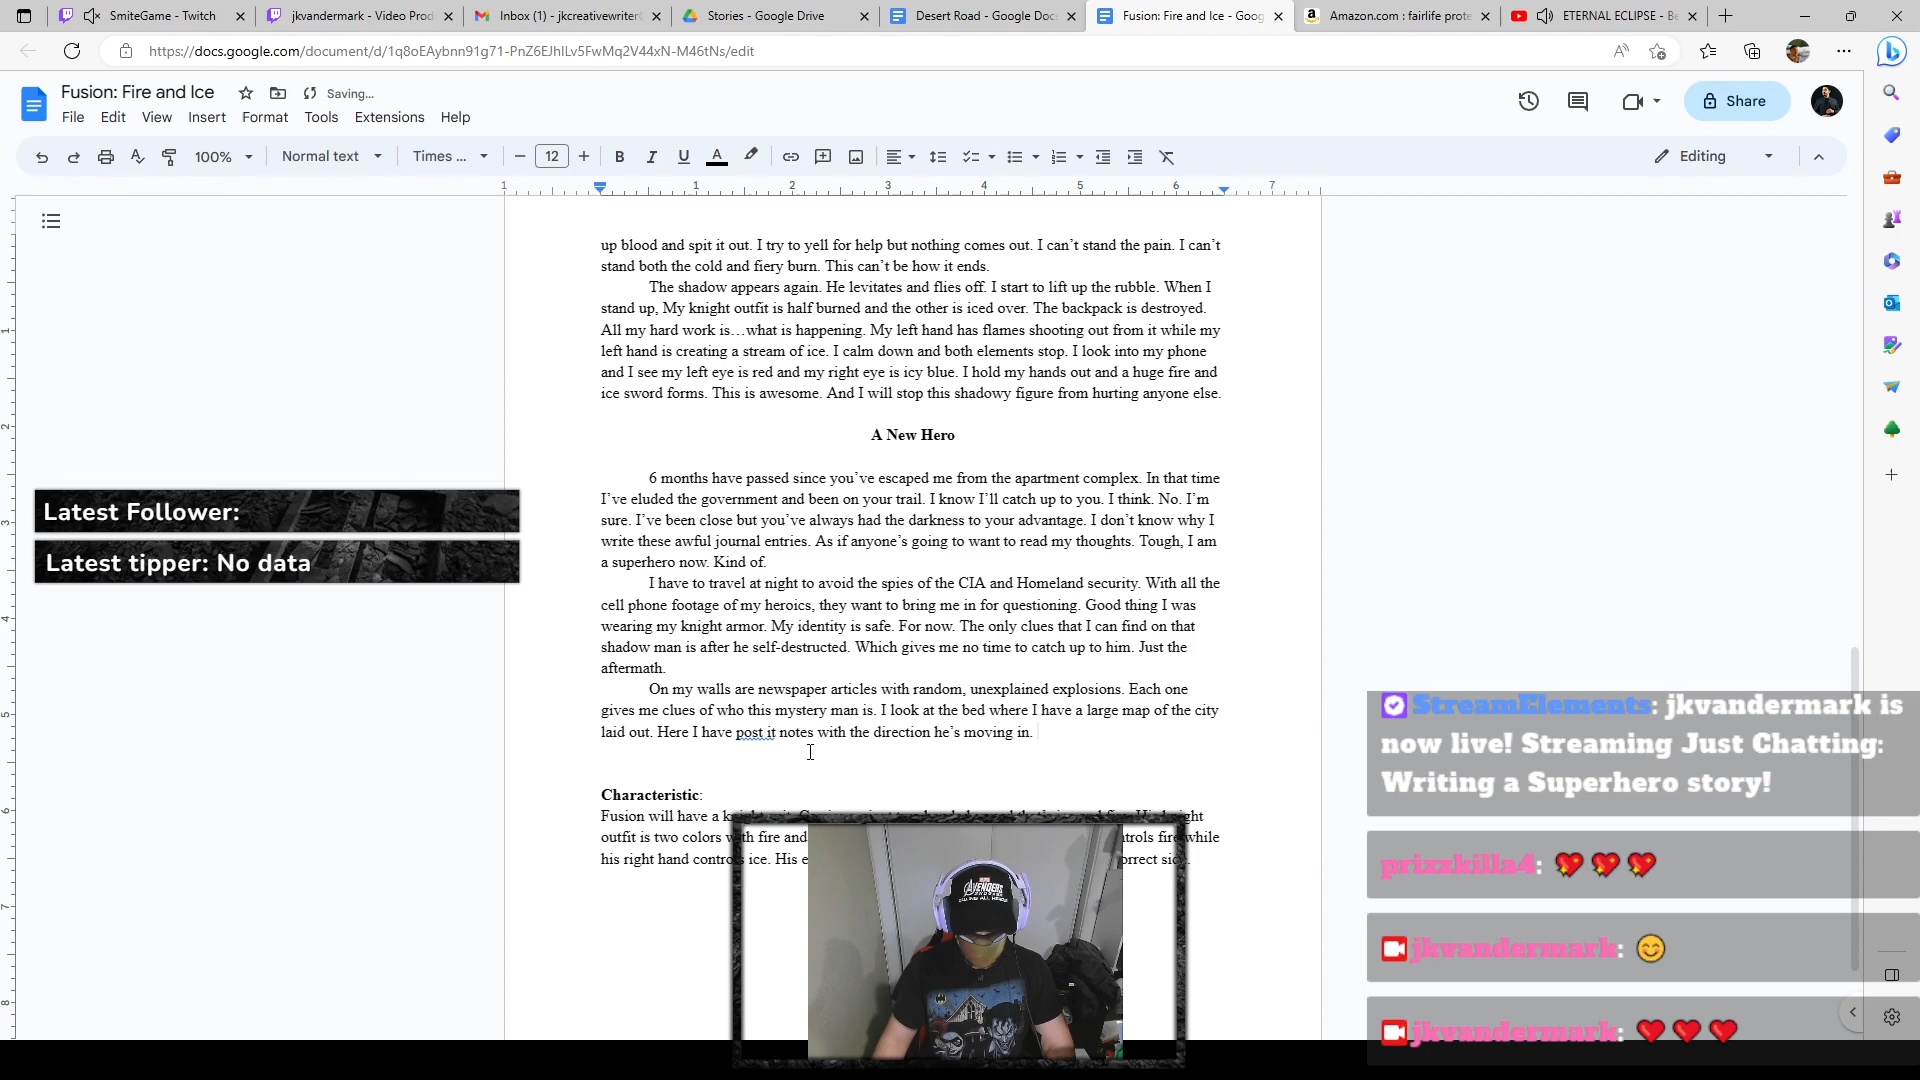 SmiteGame - Twitch
jkvandermark - Video Prod
Inbox (1) - jkcreativewriter
Stories - Google Drive
Desert Road - Google Doc
Fusion: Fire and Ice - Goog
Amazon.com : fairlife prote
ETERNAL ECLIPSE - B
https://docs.google.com/document/d/1q8oEAybnn91g71-PnZ6EJhlLv5FwMq2V44xN-M46tNs/edit
Fusion: Fire and Ice
Saving...
File Edit View Insert Format Tools Extensions Help
Share
100% Normal text Times ... 12
Editing
1 1 2 3 4 5 6 7
up blood and spit it out. I try to yell for help but nothing comes out. I can't stand the pain. I can't
stand both the cold and fiery burn. This can't be how it ends.
The shadow appears again. He levitates and flies off. I start to lift up the rubble. When I
stand up, My knight outfit is half burned and the other is iced over. The backpack is destroyed.
All my hard work is…what is happening. My left hand has flames shooting out from it while my
left hand is creating a stream of ice. I calm down and both elements stop. I look into my phone
and I see my left eye is red and my right eye is icy blue. I hold my hands out and a huge fire and
ice sword forms. This is awesome. And I will stop this shadowy figure from hurting anyone else.
A New Hero
6 months have passed since you've escaped me from the apartment complex. In that time
I've eluded the government and been on your trail. I know I'll catch up to you. I think. No. I'm
sure. I've been close but you've always had the darkness to your advantage. I don't know why I
write these awful journal entries. As if anyone's going to want to read my thoughts. Tough, I am
a superhero now. Kind of.
I have to travel at night to avoid the spies of the CIA and Homeland security. With all the
cell phone footage of my heroics, they want to bring me in for questioning. Good thing I was
wearing my knight armor. My identity is safe. For now. The only clues that I can find on that
shadow man is after he self-destructed. Which gives me no time to catch up to him. Just the
aftermath.
On my walls are newspaper articles with random, unexplained explosions. Each one
gives me clues of who this mystery man is. I look at the bed where I have a large map of the city
laid out. Here I have post it notes with the direction he's moving in.
Characteristic:
Fusion will have a
outfit is two colors with fire and controls fire while
his right hand controls ice. His correct side.
Latest Follower:
Latest tipper: No data
StreamElements: jkvandermark is
now live! Streaming Just Chatting:
Writing a Superhero story!
prixxkilla4: 💖 💖 💖
jkvandermark: 😊
jkvandermark: ❤️ ❤️ ❤️
AVENGERS
1
2
3
4
5
6
7
8